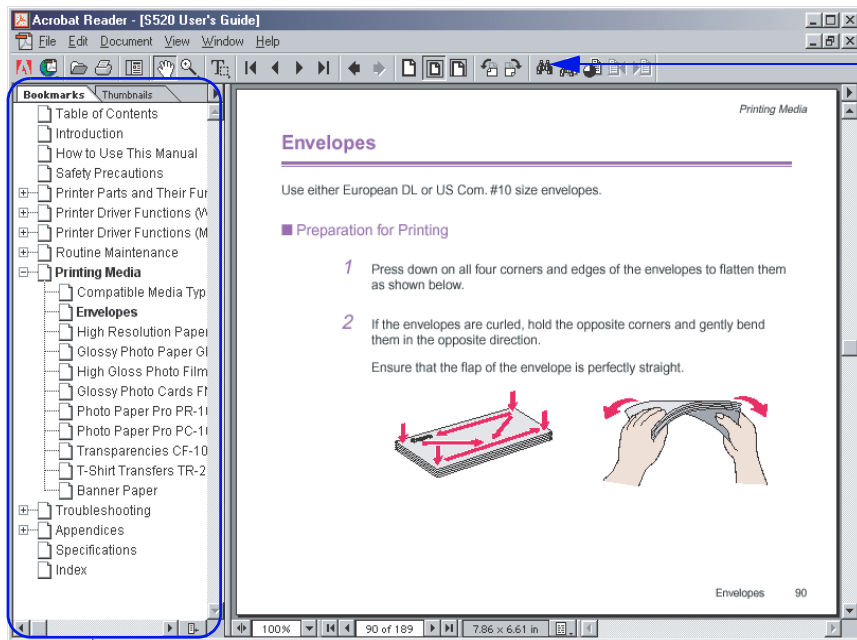 Acrobat Reader - [S520 User's Guide]
File Edit Document View Window Help
Bookmarks Thumbnails
Table of Contents
Introduction
How to Use This Manual
Safety Precautions
Printer Parts and Their Fur
Printer Driver Functions (W
Printer Driver Functions (M
Routine Maintenance
Printing Media
Compatible Media Typ
Envelopes
High Resolution Paper
Glossy Photo Paper GI
High Gloss Photo Film
Glossy Photo Cards FM
Photo Paper Pro PR-10
Photo Paper Pro PC-10
Transparencies CF-10
T-Shirt Transfers TR-2
Banner Paper
Troubleshooting
Appendices
Specifications
Index
Printing Media
Envelopes
Use either European DL or US Com. #10 size envelopes.
Preparation for Printing
1 Press down on all four corners and edges of the envelopes to flatten them
as shown below.
2 If the envelopes are curled, hold the opposite corners and gently bend
them in the opposite direction.
Ensure that the flap of the envelope is perfectly straight.
Envelopes 90
100% 90 of 189 7.86 x 6.61 in